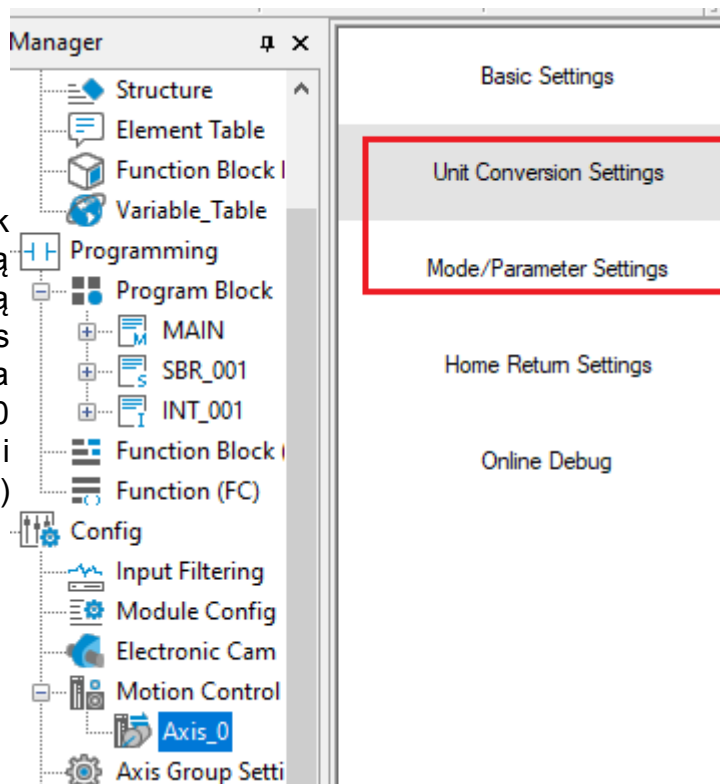 Manager
Structure
Element Table
Function Block I
Variable_Table
Programming
Program Block
MAIN
SBR_001
INT_001
Function Block (
Function (FC)
Config
Input Filtering
Module Config
Electronic Cam
Motion Control
Axis_0
Axis Group Setti
k
ą
ą
s
a
0
i
)
Basic Settings
Unit Conversion Settings
Mode/Parameter Settings
Home Return Settings
Online Debug